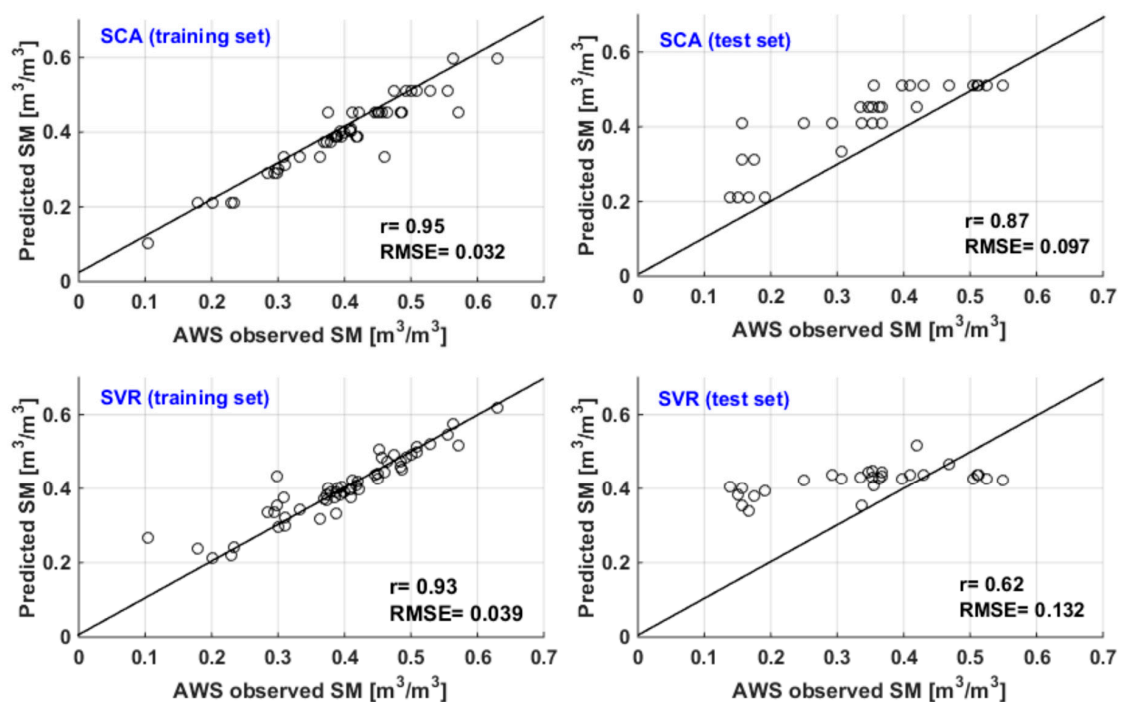 SCA (training set)
Predicted SM [m³/m³]
0.6
0.4
0.2
0
r= 0.95
RMSE= 0.032
0 0.1 0.2 0.3 0.4 0.5 0.6 0.7
AWS observed SM [m³/m³]
SCA (test set)
Predicted SM [m³/m³]
0.6
0.4
0.2
0
r= 0.87
RMSE= 0.097
0 0.1 0.2 0.3 0.4 0.5 0.6 0.7
AWS observed SM [m³/m³]
SVR (training set)
Predicted SM [m³/m³]
0.6
0.4
0.2
0
r= 0.93
RMSE= 0.039
0 0.1 0.2 0.3 0.4 0.5 0.6 0.7
AWS observed SM [m³/m³]
SVR (test set)
Predicted SM [m³/m³]
0.6
0.4
0.2
0
r= 0.62
RMSE= 0.132
0 0.1 0.2 0.3 0.4 0.5 0.6 0.7
AWS observed SM [m³/m³]